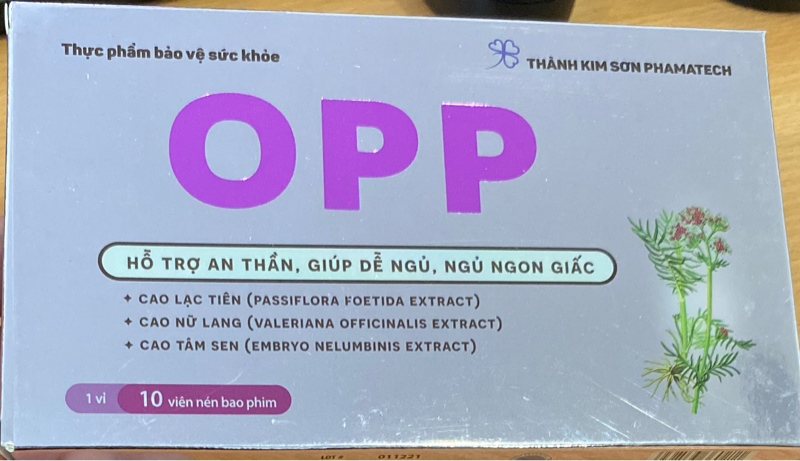 Thực phẩm bảo vệ sức khỏe
THÀNH KIM SƠN PHAMATECH
OPP
HỖ TRỢ AN THẦN, GIÚP DỄ NGỦ, NGỦ NGON GIẤC
+ CAO LẠC TIÊN (PASSIFLORA FOETIDA EXTRACT)
+ CAO NỮ LANG (VALERIANA OFFICINALIS EXTRACT)
+ CAO TÂM SEN (EMBRYO NELUMBINIS EXTRACT)
1 vỉ 10 viên nén bao phim
LOT # 011221